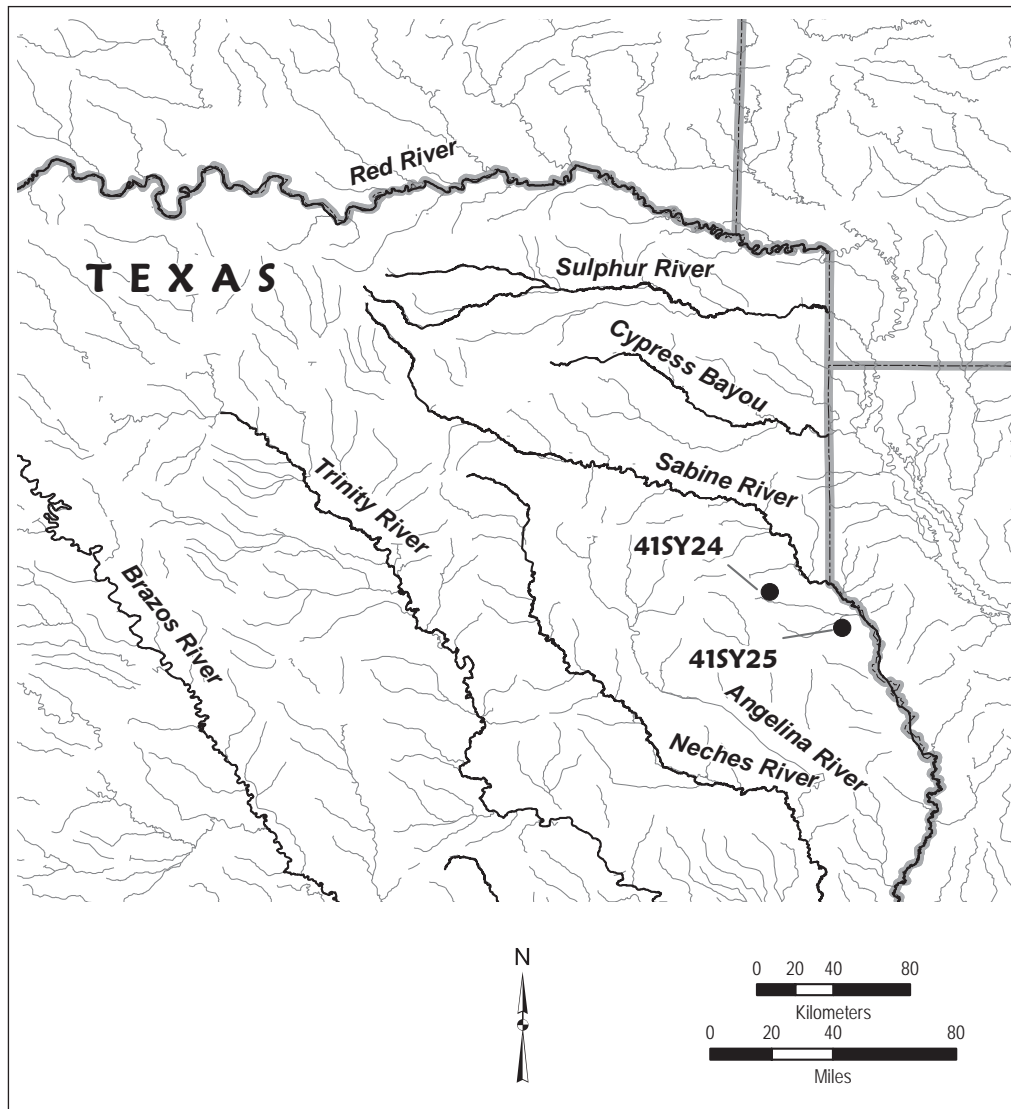 Red River
TEXAS
Sulphur River
Cypress Bayou
Sabine River
Trinity River
41SY24
Brazos River
41SY25
Angelina River
Neches River
N
0 20 40 80
Kilometers
0 20 40 80
Miles